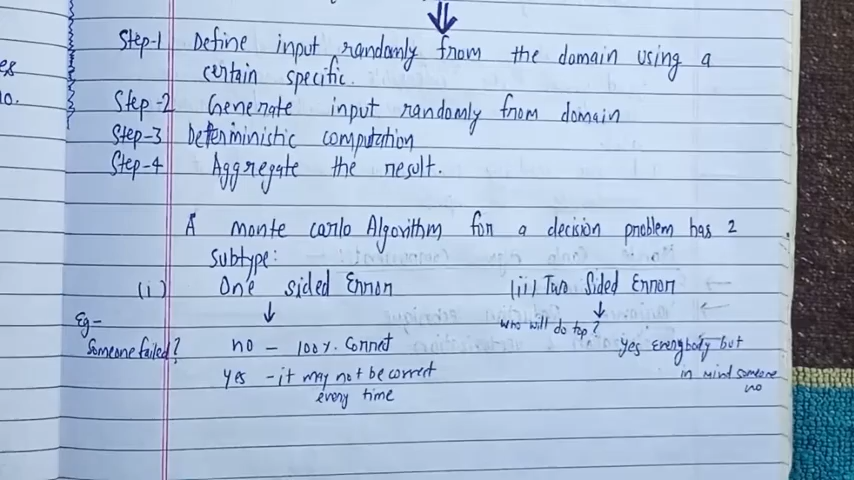 Step-1 Define input randomly from the domain using a
es
certain specific.
10.
Step-2 Generate input randomly from domain
Step-3 Deterministic computation
Step-4 Aggregate the result.
A monte carlo Algorithm for a decision problem has 2
subtype:
(i) One sided Error (ii) Two Sided Error
Eg- who will do top?
Someone failed? no - 100%. Correct yes Everybody but
yes - it may not be correct in mind someone
every time no